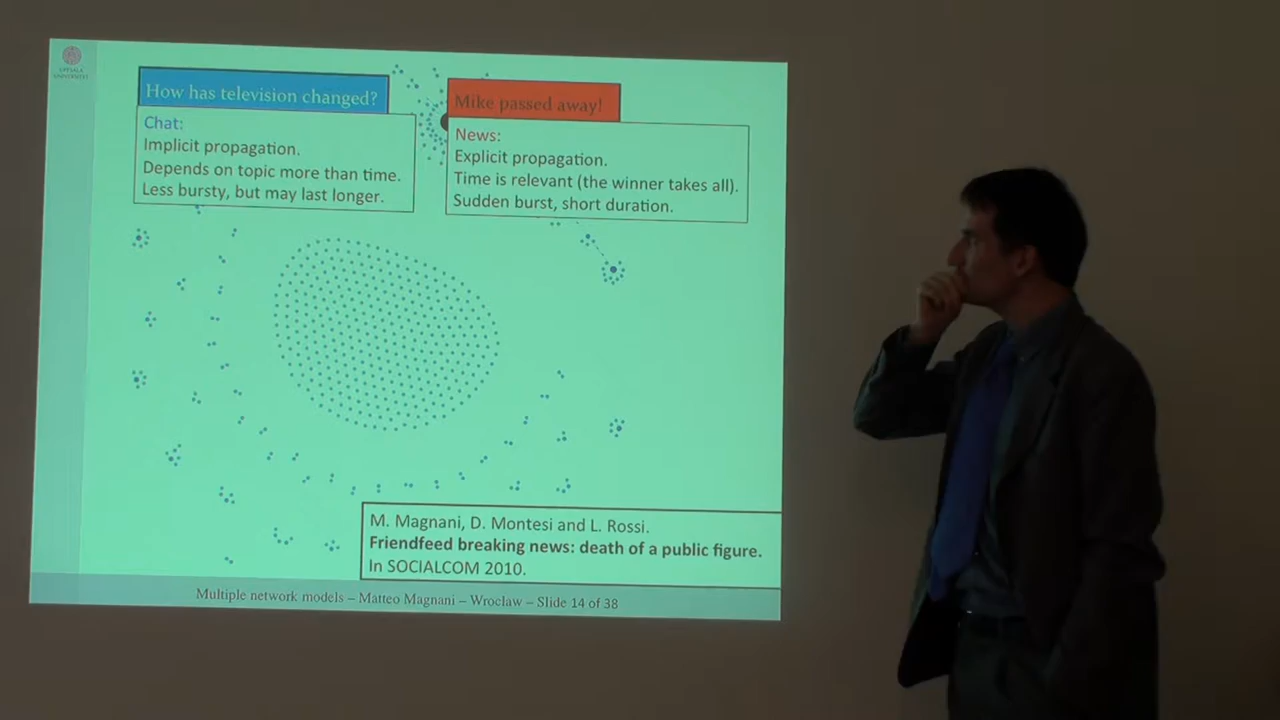 UPPSALA
UNIVERSITET
How has television changed?
Chat:
Implicit propagation.
Depends on topic more than time.
Less bursty, but may last longer.
Mike passed away!
News:
Explicit propagation.
Time is relevant (the winner takes all).
Sudden burst, short duration.
M. Magnani, D. Montesi and L. Rossi.
Friendfeed breaking news: death of a public figure.
In SOCIALCOM 2010.
Multiple network models – Matteo Magnani – Wrocław – Slide 14 of 38